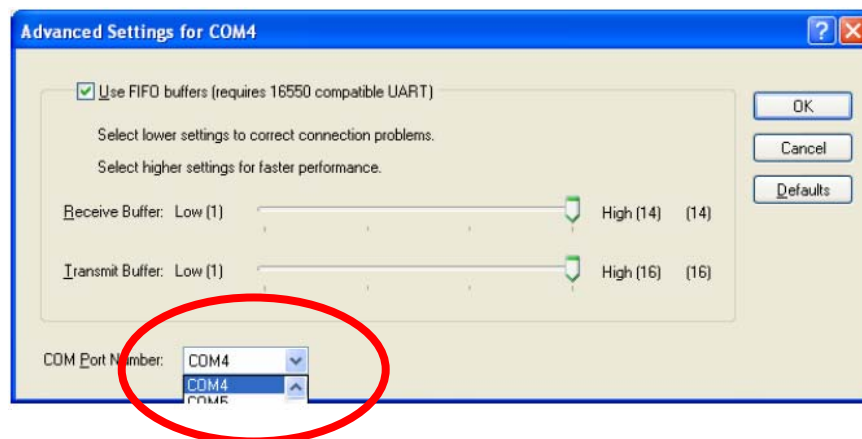 Advanced Settings for COM4
Use FIFO buffers (requires 16550 compatible UART)
OK
Select lower settings to correct connection problems.
Cancel
Select higher settings for faster performance.
Defaults
Receive Buffer: Low (1) High (14) (14)
Transmit Buffer: Low (1) High (16) (16)
COM Port Number: COM4
COM4